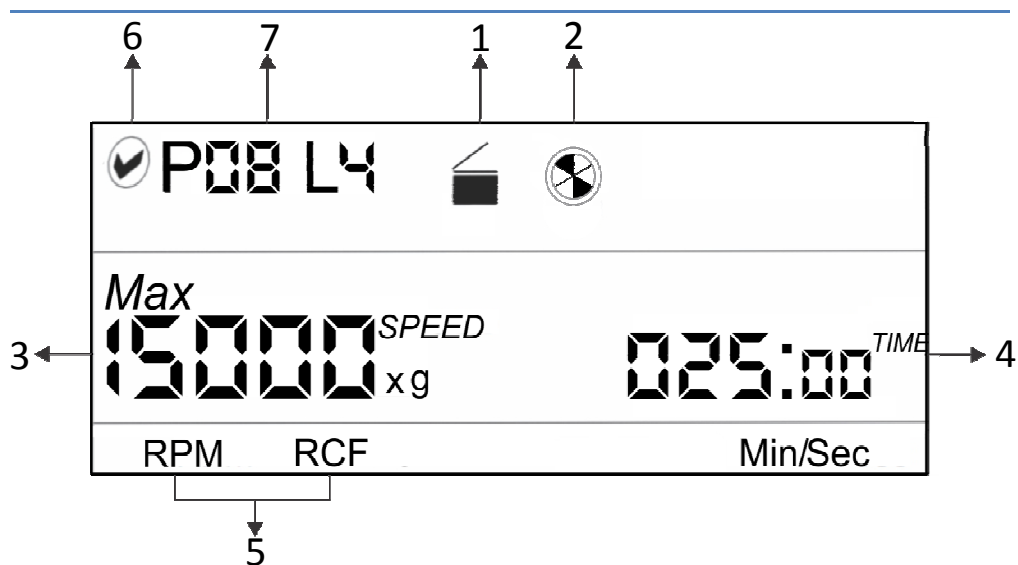 6 7 1 2
P08 L4
Max
15000 SPEED x g
025:00 TIME
3
4
RPM RCF Min/Sec
5